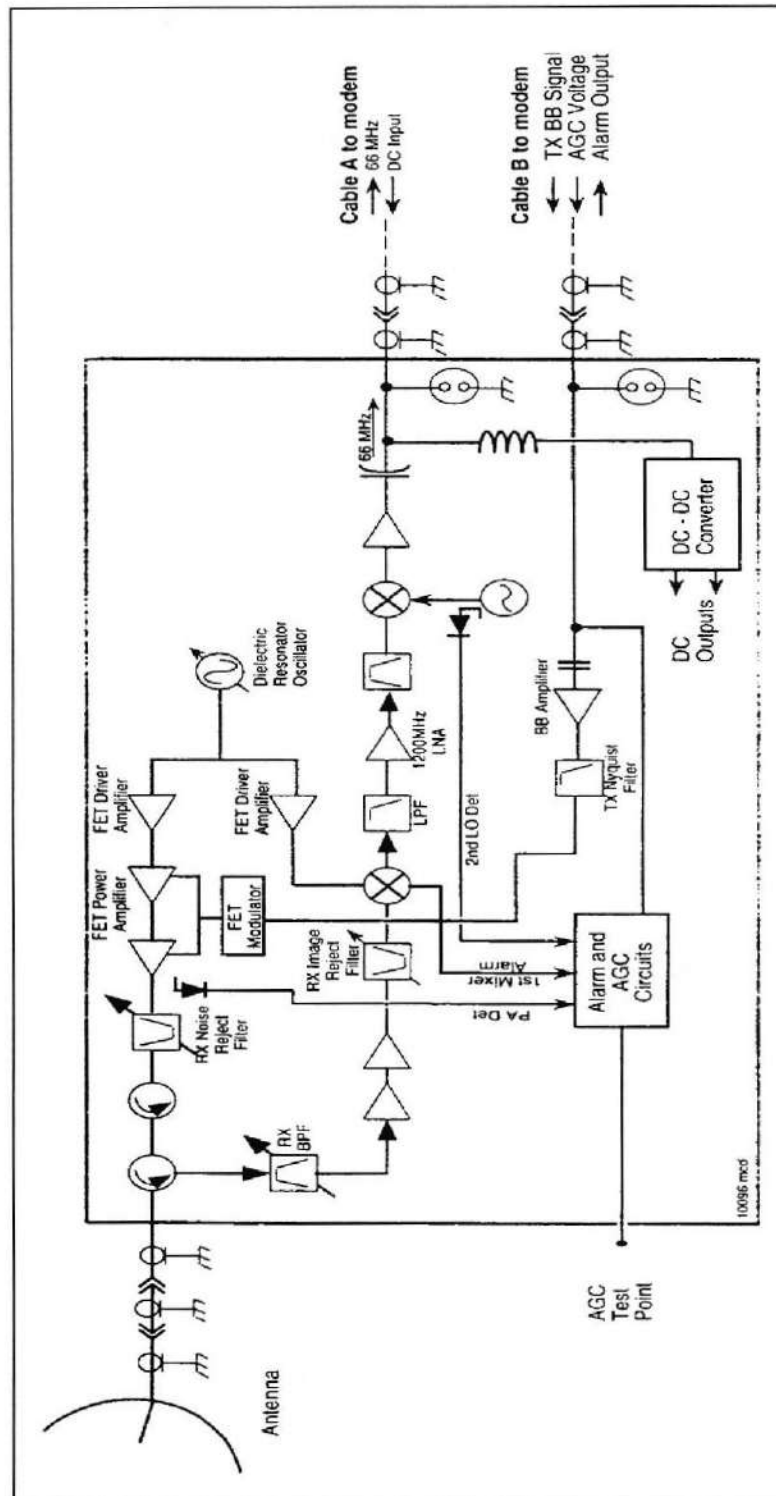 Antenna
RX Noise
Reject
Filter
FET Power
Amplifier
FET Driver
Amplifier
Dielectric
Resonator
Oscillator
FET Driver
Amplifier
FET
Modulator
RX
BPF
RX Image Reject
Filter
LPF
1200MHz
LNA
66 MHz
Cable A to modem
66 MHz
DC Input
PA Det
1st Mixer
Alarm
2nd LO Det
TX Nyquist
Filter
BB Amplifier
Cable B to modem
TX BB Signal
AGC Voltage
Alarm Output
Alarm and
AGC
Circuits
DC - DC
Converter
DC
Outputs
AGC
Test
Point
10096 mcd